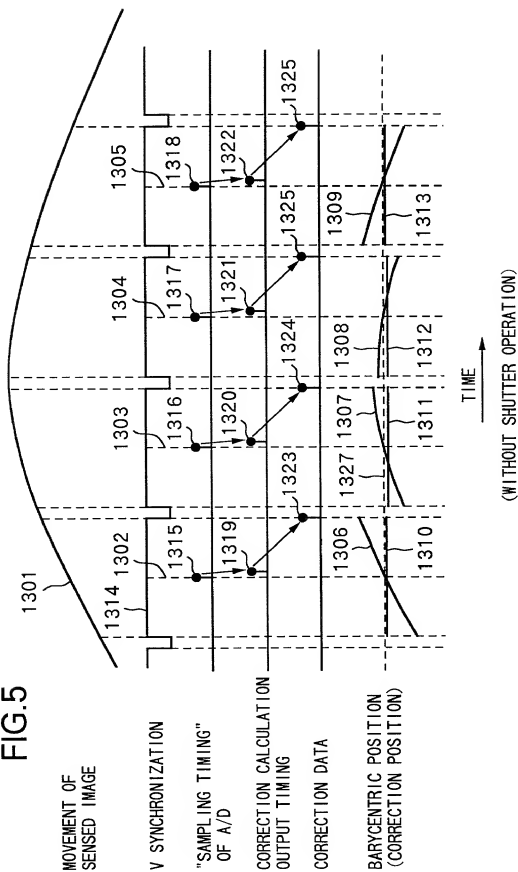 FIG.5
MOVEMENT OF
SENSED IMAGE
1301
V SYNCHRONIZATION
1314
1302
1303
1304
1305
"SAMPLING TIMING"
OF A/D
1315
1316
1317
1318
CORRECTION CALCULATION
OUTPUT TIMING
1319
1320
1321
1322
CORRECTION DATA
1323
1324
1325
1325
BARYCENTRIC POSITION
(CORRECTION POSITION)
1306
1327
1307
1308
1309
1310
1311
1312
1313
TIME
(WITHOUT SHUTTER OPERATION)